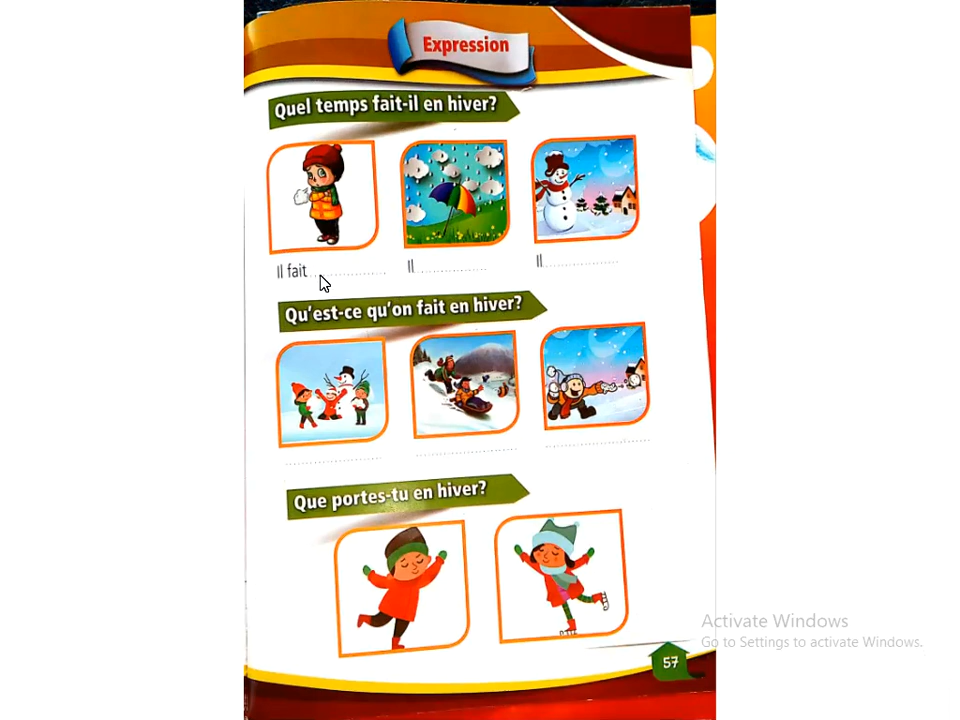 Expression
Quel temps fait-il en hiver?
Il fait....................
Il....................
Il....................
Qu'est-ce qu'on fait en hiver?
Que portes-tu en hiver?
57
Activate Windows
Go to Settings to activate Windows.